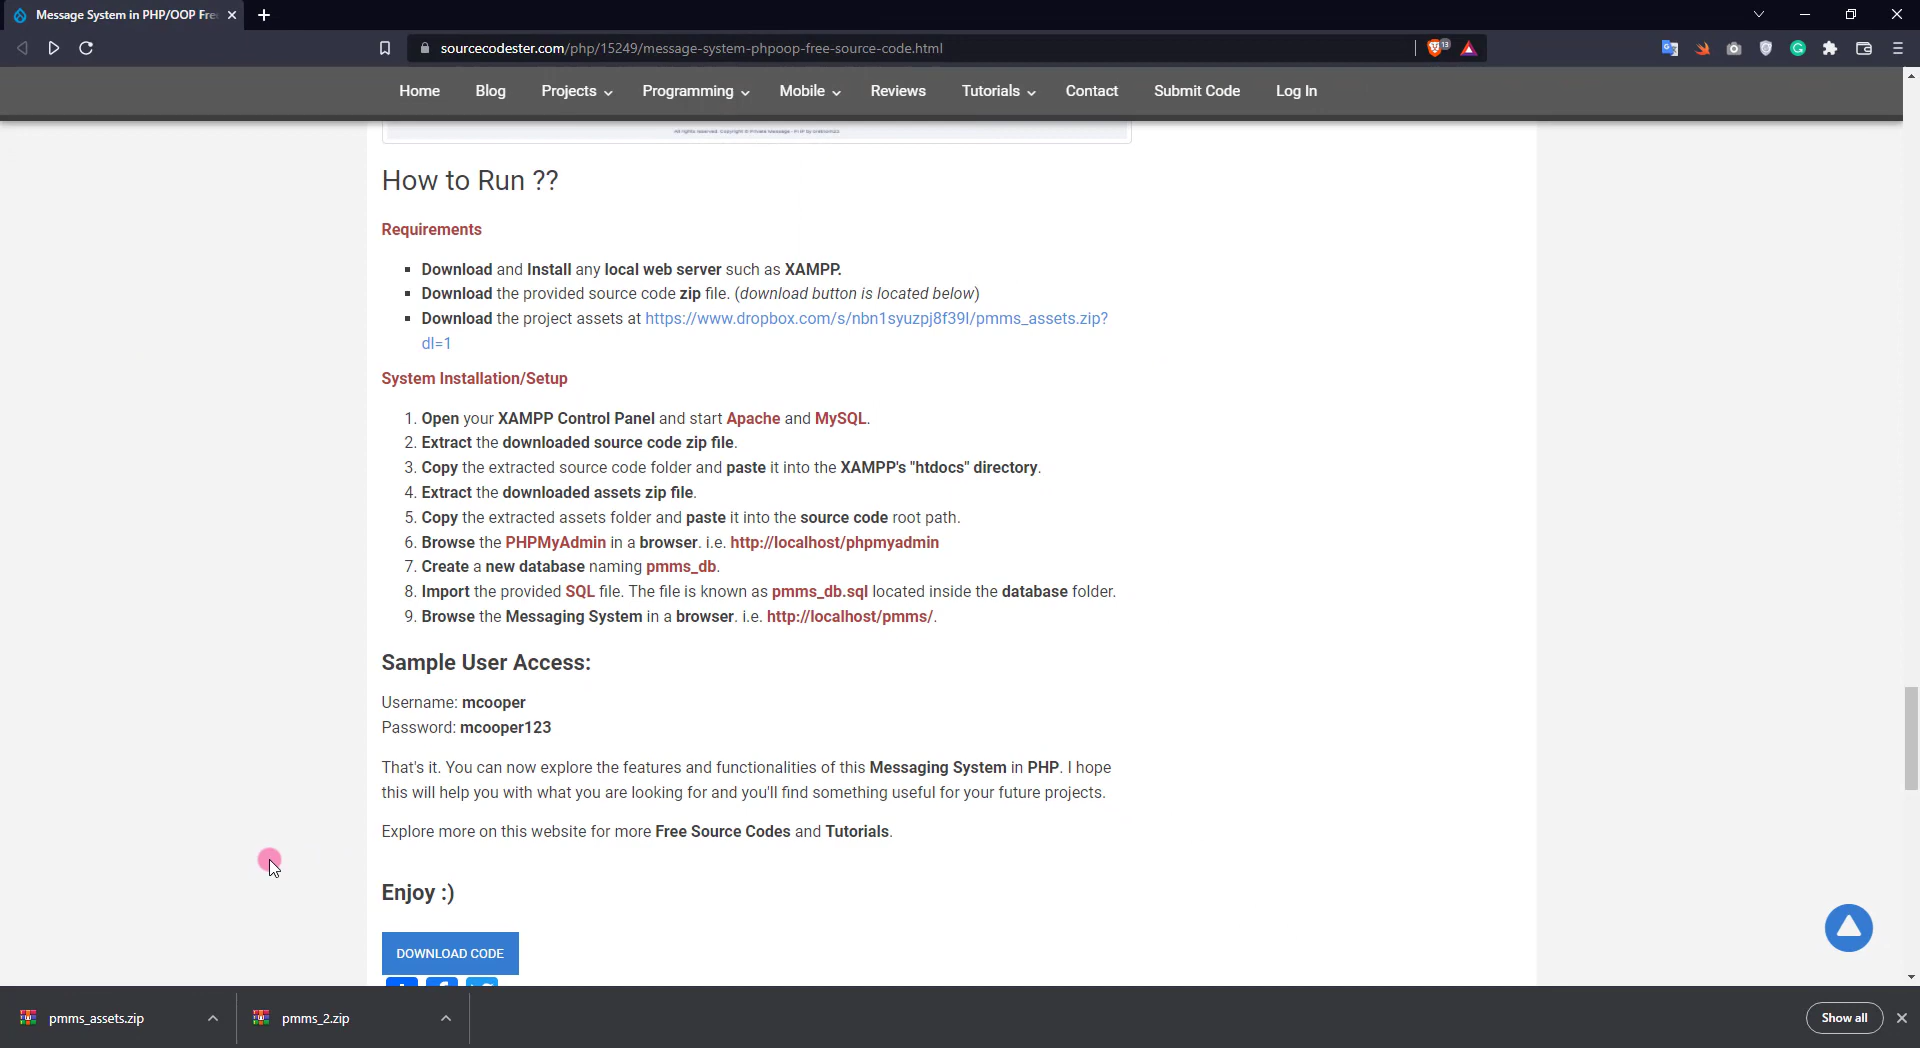 Message System in PHP/OOP Fre
sourcecodester.com/php/15249/message-system-phpoop-free-source-code.html
13
Home Blog Projects Programming Mobile Reviews Tutorials Contact Submit Code Log In
How to Run ??
Requirements
Download and Install any local web server such as XAMPP.
Download the provided source code zip file. (download button is located below)
Download the project assets at https://www.dropbox.com/s/nbn1syuzpj8f39l/pmms_assets.zip?
dl=1
System Installation/Setup
1. Open your XAMPP Control Panel and start Apache and MySQL.
2. Extract the downloaded source code zip file.
3. Copy the extracted source code folder and paste it into the XAMPP's "htdocs" directory.
4. Extract the downloaded assets zip file.
5. Copy the extracted assets folder and paste it into the source code root path.
6. Browse the PHPMyAdmin in a browser. i.e. http://localhost/phpmyadmin
7. Create a new database naming pmms_db.
8. Import the provided SQL file. The file is known as pmms_db.sql located inside the database folder.
9. Browse the Messaging System in a browser. i.e. http://localhost/pmms/.
Sample User Access:
Username: mcooper
Password: mcooper123
That's it. You can now explore the features and functionalities of this Messaging System in PHP. I hope
this will help you with what you are looking for and you'll find something useful for your future projects.
Explore more on this website for more Free Source Codes and Tutorials.
Enjoy :)
DOWNLOAD CODE
pmms_assets.zip
pmms_2.zip
Show all